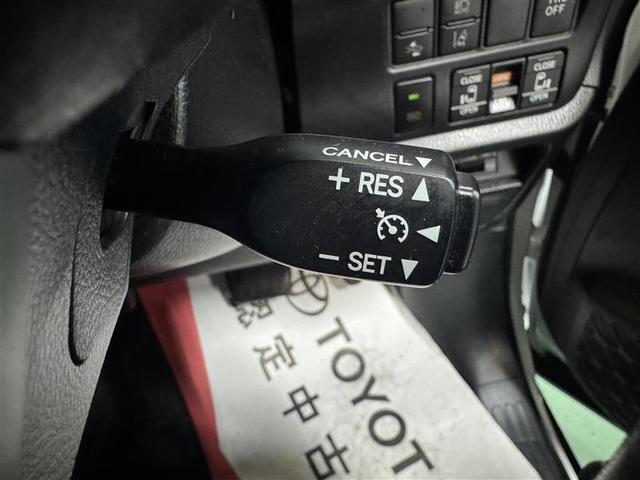 OFF
CLOSE
OPEN
CLOSE
OPEN
CANCEL
+ RES
− SET
TOYOT
認定中古